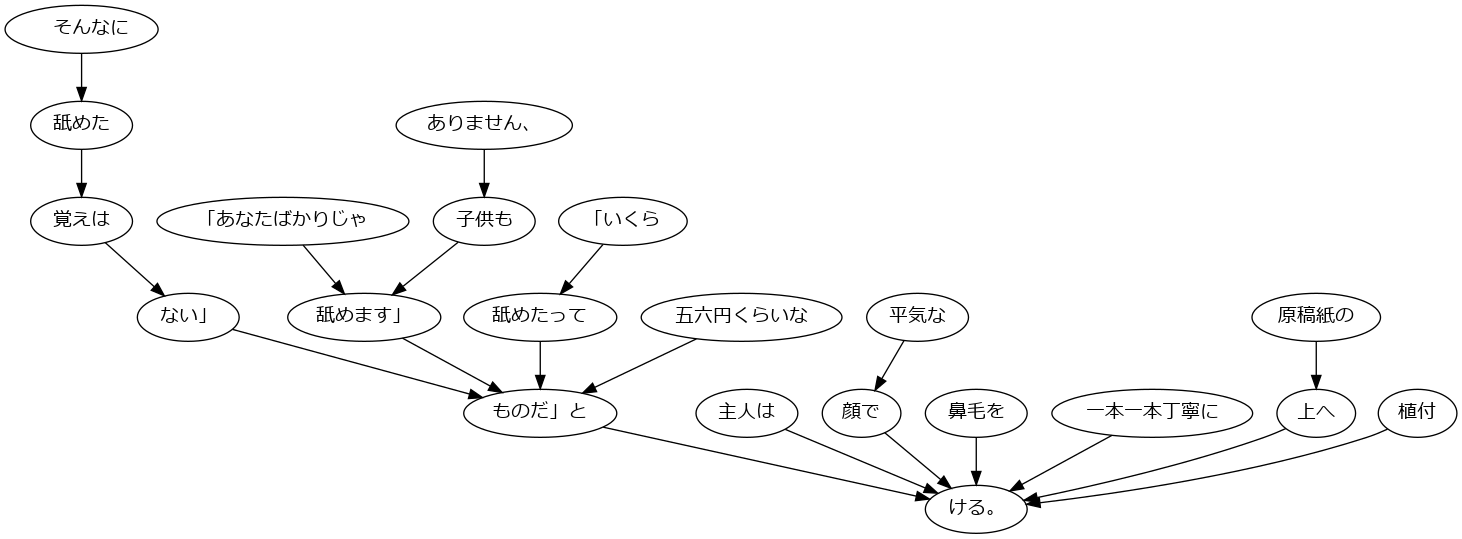 そんなに
舐めた
ありません、
覚えは
「あなたばかりじゃ
子供も
「いくら
ない」
舐めます」
舐めたって
五六円くらいな
平気な
原稿紙の
ものだ」と
主人は
顔で
鼻毛を
一本一本丁寧に
上へ
植付
ける。